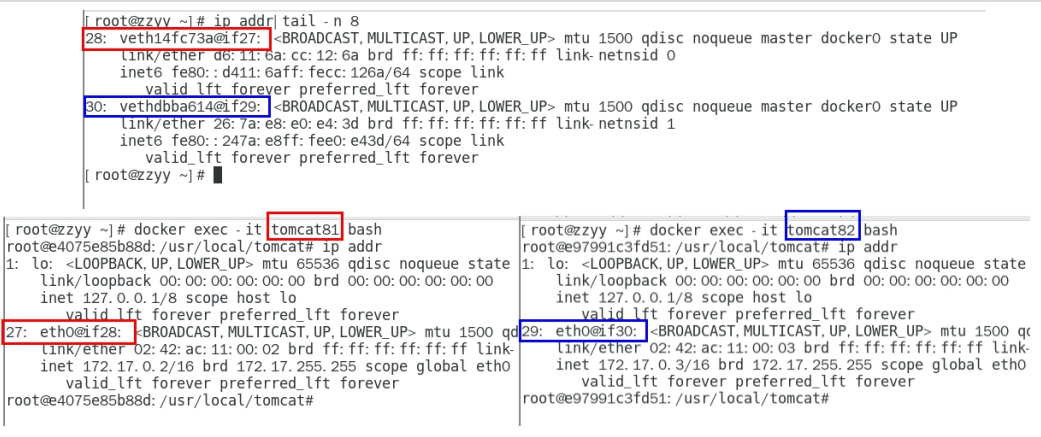 [root@zzyy ~]# ip addr| tail -n 8
28: veth14fc73a@if27: <BROADCAST,MULTICAST,UP,LOWER_UP> mtu 1500 qdisc noqueue master docker0 state UP
link/ether d6:11:6a:cc:12:6a brd ff:ff:ff:ff:ff:ff link-netnsid 0
inet6 fe80::d411:6aff:fecc:126a/64 scope link
valid_lft forever preferred_lft forever
30: vethdbba614@if29: <BROADCAST,MULTICAST,UP,LOWER_UP> mtu 1500 qdisc noqueue master docker0 state UP
link/ether 26:7a:e8:e0:e4:3d brd ff:ff:ff:ff:ff:ff link-netnsid 1
inet6 fe80::247a:e8ff:fee0:e43d/64 scope link
valid_lft forever preferred_lft forever
[root@zzyy ~]#
[root@zzyy ~]# docker exec -it tomcat81 bash
root@e4075e85b88d:/usr/local/tomcat# ip addr
1: lo: <LOOPBACK,UP,LOWER_UP> mtu 65536 qdisc noqueue state
link/loopback 00:00:00:00:00:00 brd 00:00:00:00:00:00
inet 127.0.0.1/8 scope host lo
valid_lft forever preferred_lft forever
27: eth0@if28: <BROADCAST,MULTICAST,UP,LOWER_UP> mtu 1500 qd
link/ether 02:42:ac:11:00:02 brd ff:ff:ff:ff:ff:ff link-
inet 172.17.0.2/16 brd 172.17.255.255 scope global eth0
valid_lft forever preferred_lft forever
root@e4075e85b88d:/usr/local/tomcat#
[root@zzyy ~]# docker exec -it tomcat82 bash
root@e97991c3fd51:/usr/local/tomcat# ip addr
1: lo: <LOOPBACK,UP,LOWER_UP> mtu 65536 qdisc noqueue state
link/loopback 00:00:00:00:00:00 brd 00:00:00:00:00:00
inet 127.0.0.1/8 scope host lo
valid_lft forever preferred_lft forever
29: eth0@if30: <BROADCAST,MULTICAST,UP,LOWER_UP> mtu 1500 qd
link/ether 02:42:ac:11:00:03 brd ff:ff:ff:ff:ff:ff link-
inet 172.17.0.3/16 brd 172.17.255.255 scope global eth0
valid_lft forever preferred_lft forever
root@e97991c3fd51:/usr/local/tomcat#